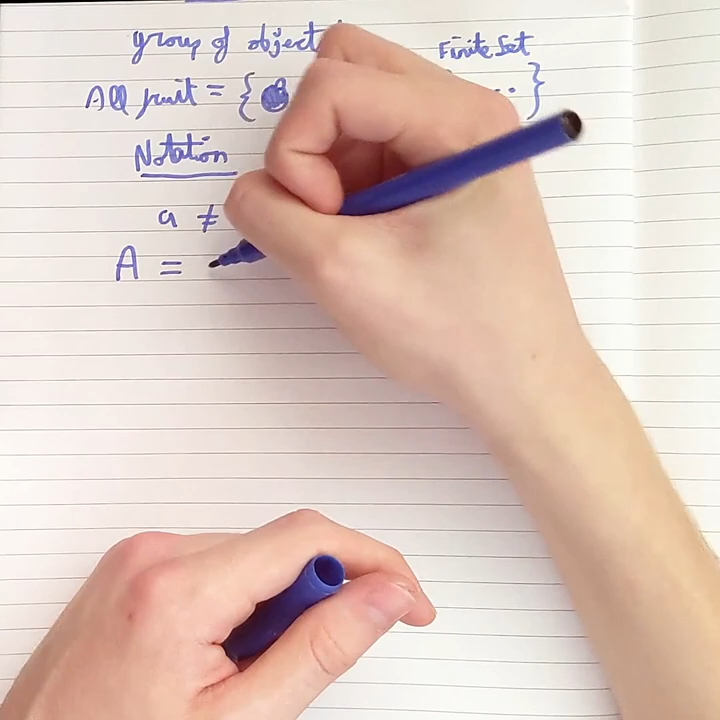 group of object
Finite Set
All fruit = { .. }
Notation
a ≠
A =